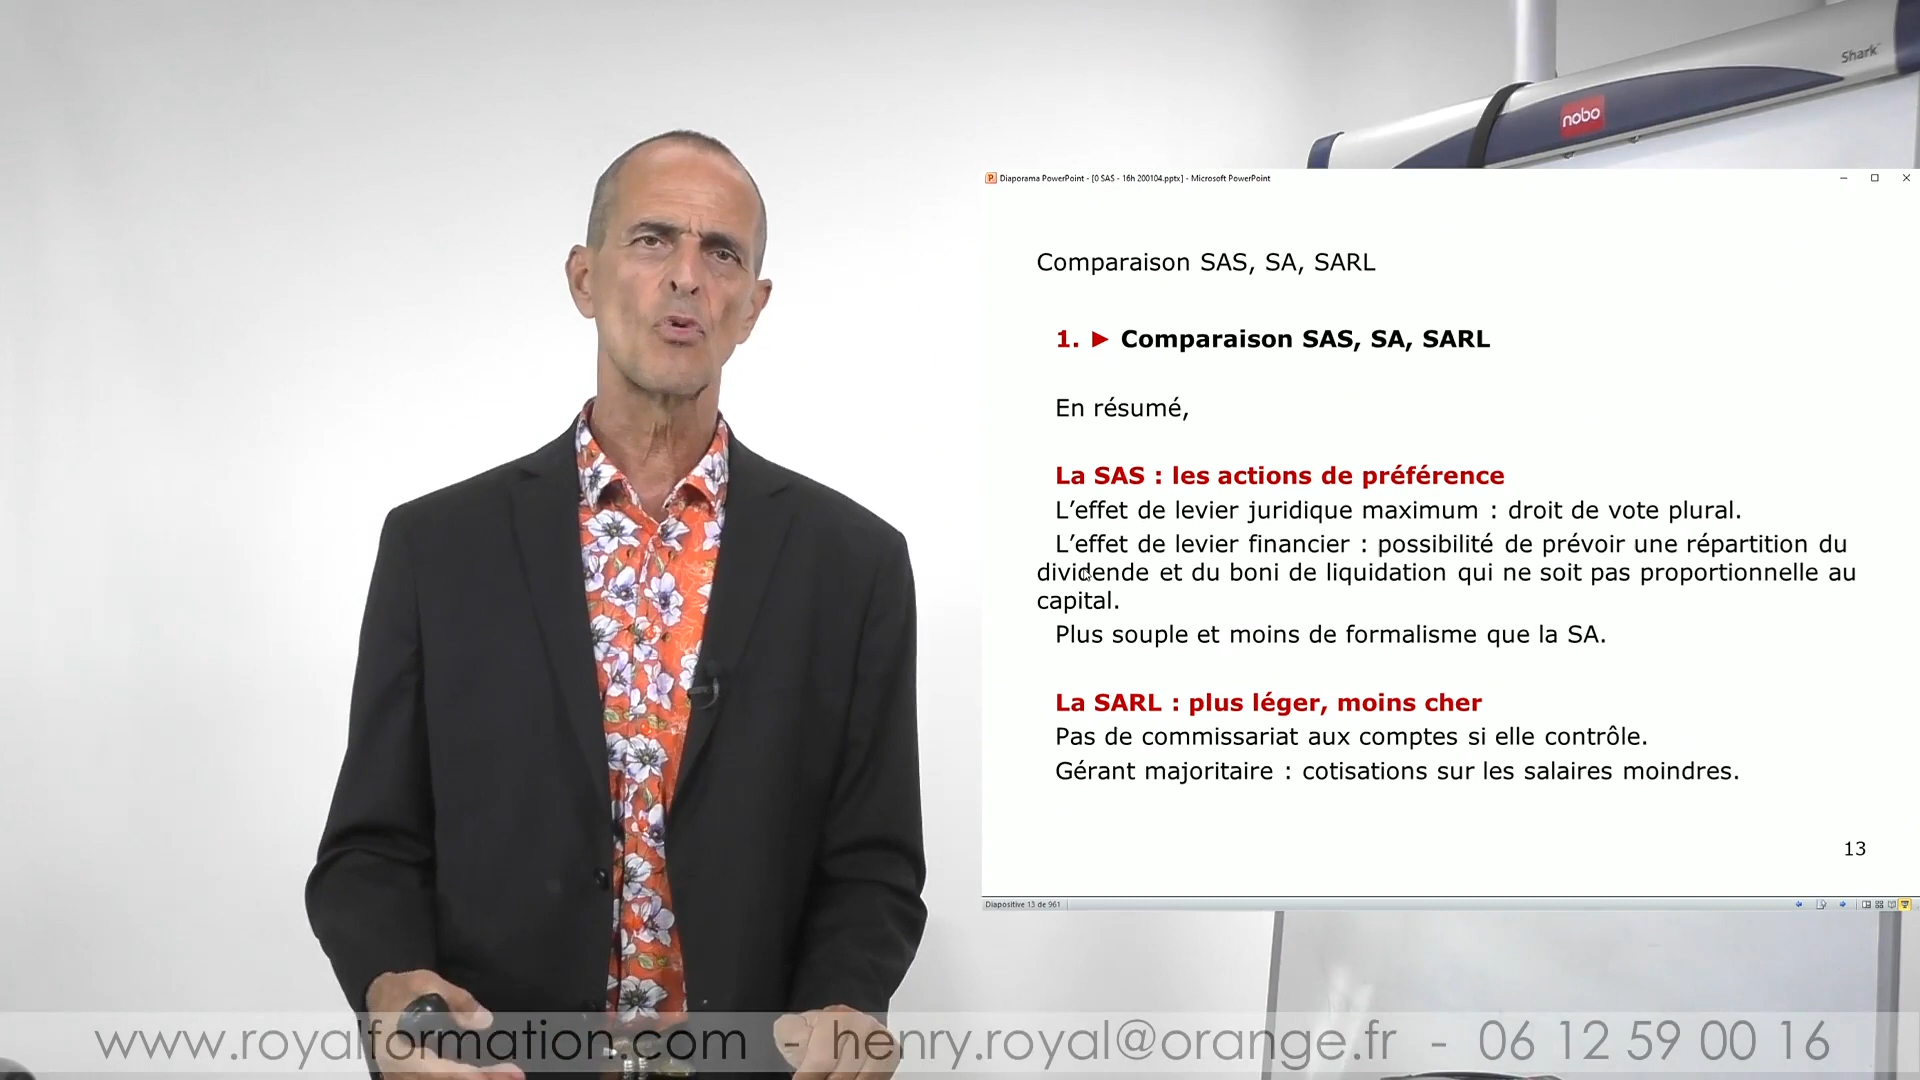 Shark
nobo
Diaporama PowerPoint - [0 SAS - 16h 200104.pptx] - Microsoft PowerPoint
Comparaison SAS, SA, SARL
1. ► Comparaison SAS, SA, SARL
En résumé,
La SAS : les actions de préférence
L’effet de levier juridique maximum : droit de vote plural.
L’effet de levier financier : possibilité de prévoir une répartition du
dividende et du boni de liquidation qui ne soit pas proportionnelle au
capital.
Plus souple et moins de formalisme que la SA.
La SARL : plus léger, moins cher
Pas de commissariat aux comptes si elle contrôle.
Gérant majoritaire : cotisations sur les salaires moindres.
13
Diapositive 13 de 961
www.royalformation.com - henry.royal@orange.fr - 06 12 59 00 16